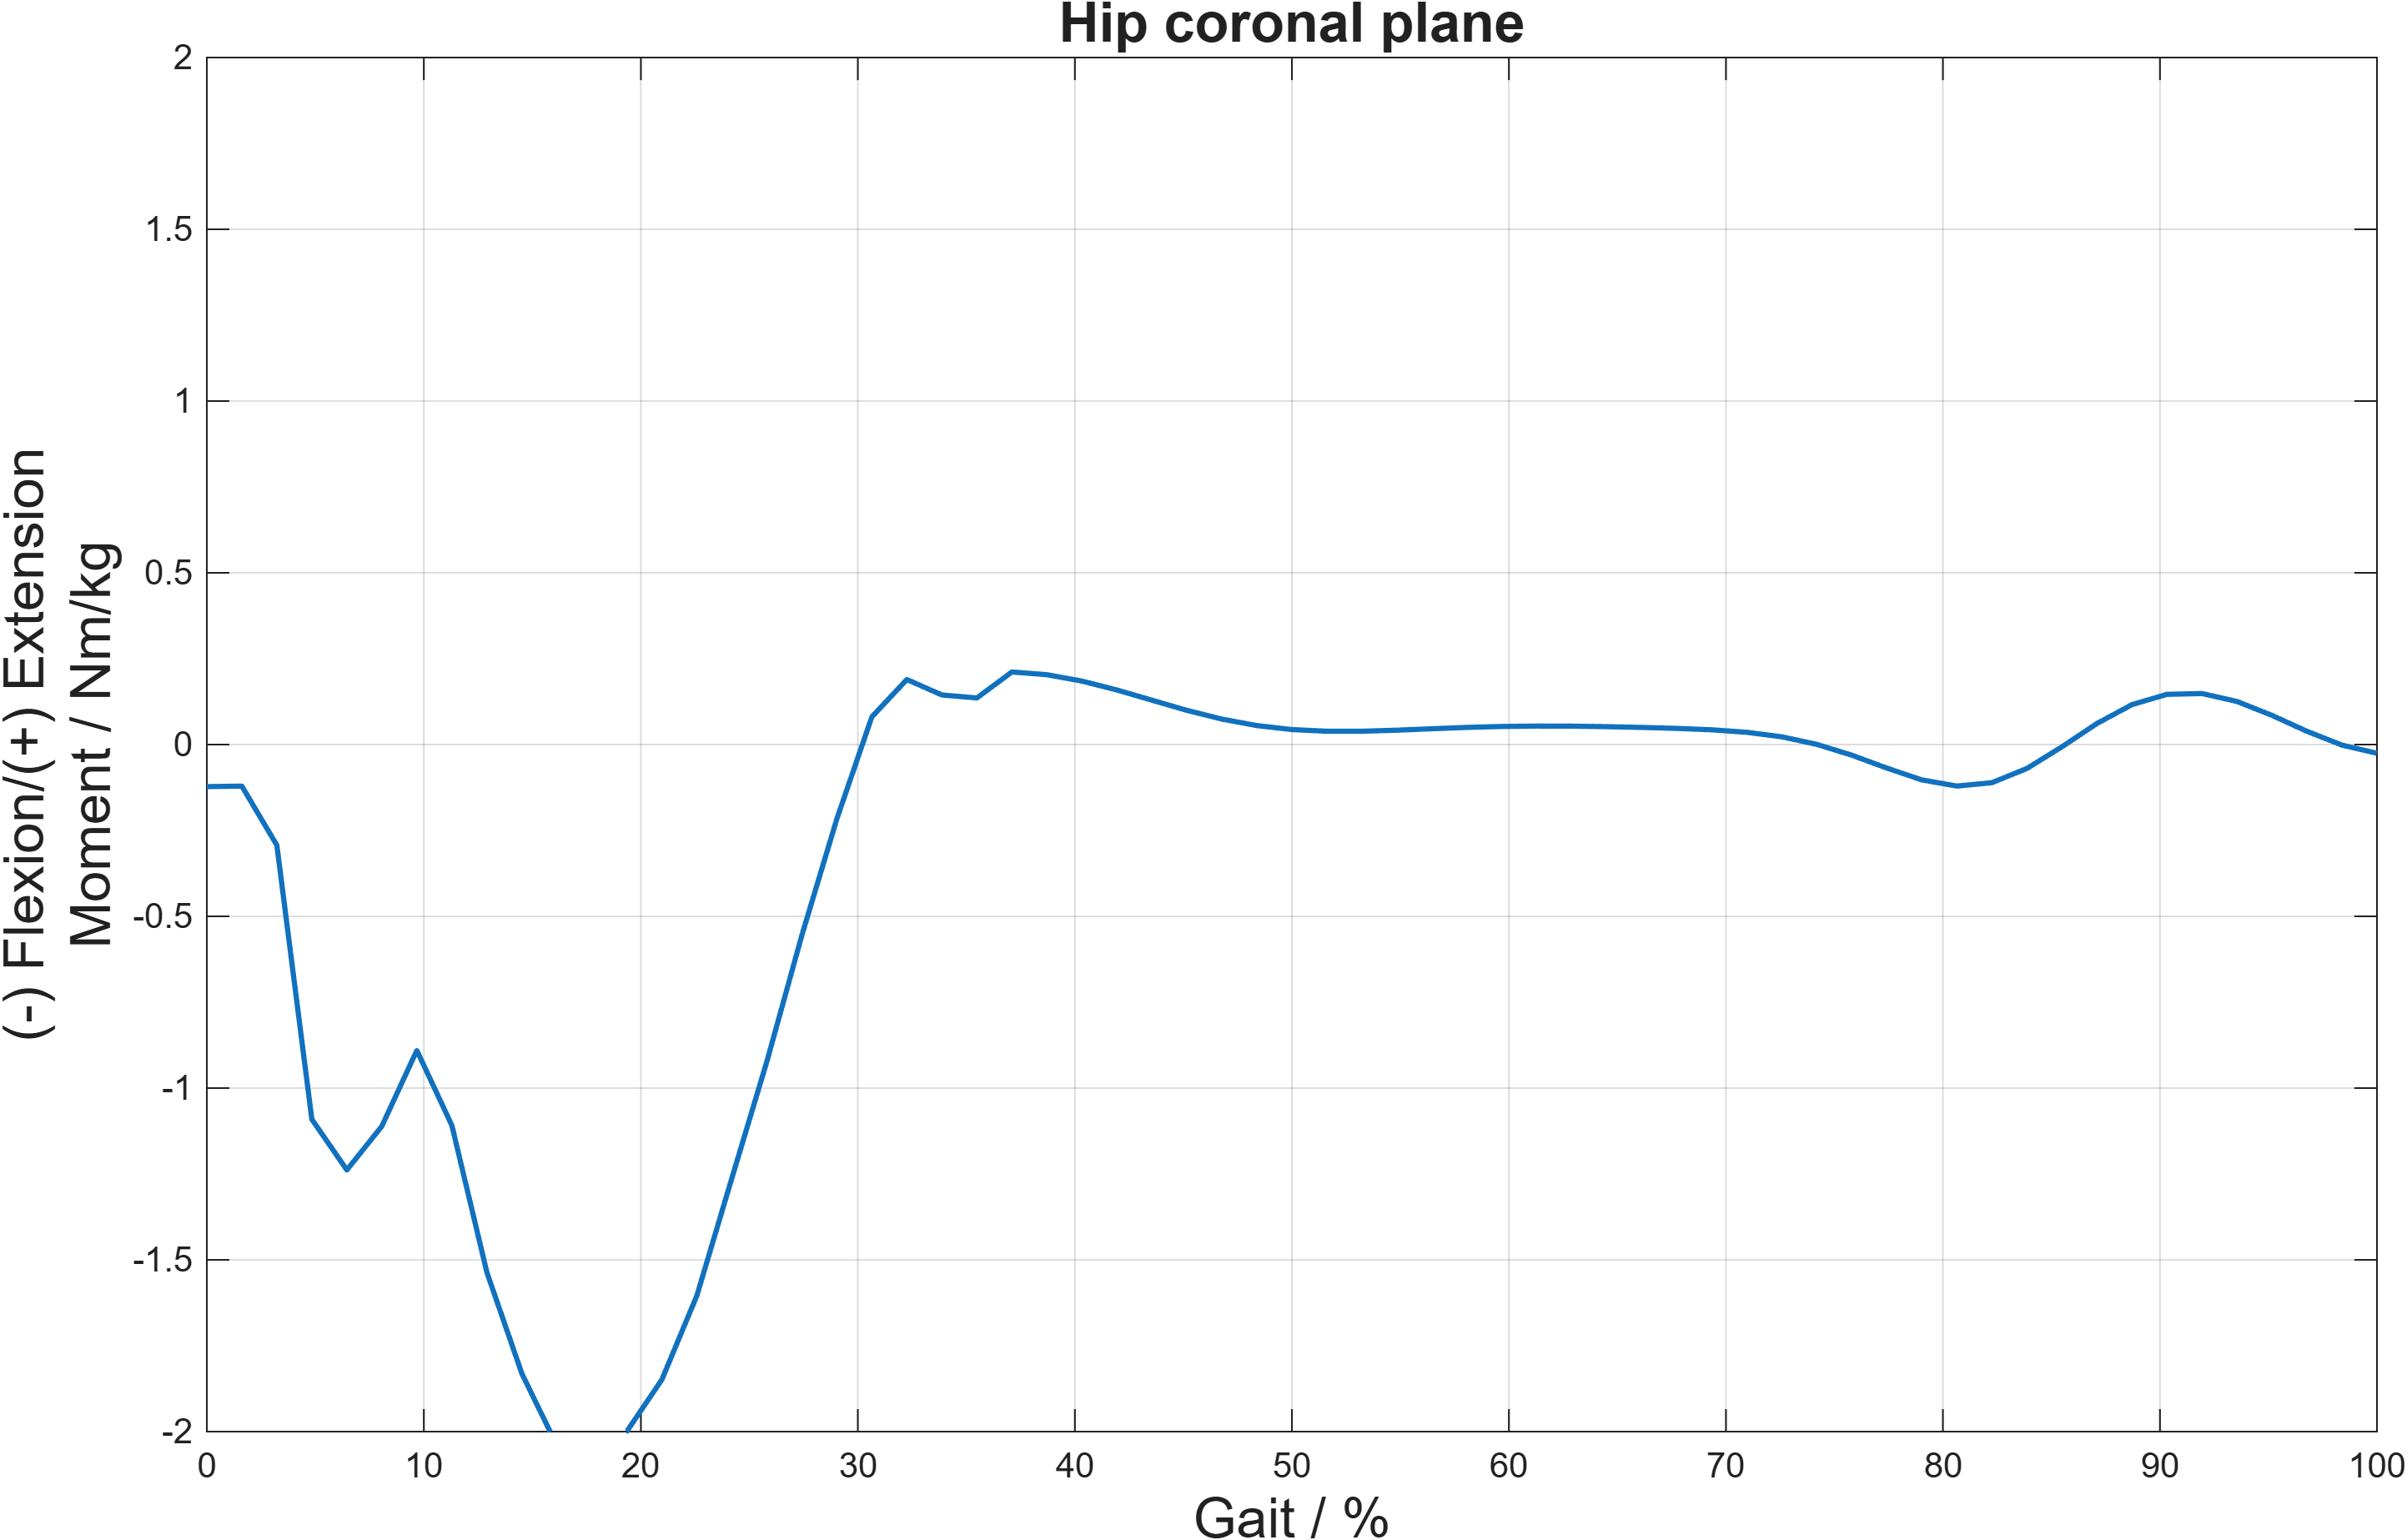 Hip coronal plane
(-) Flexion/(+) Extension
Moment / Nm/kg
2
1.5
1
0.5
0
-0.5
-1
-1.5
-2
0 10 20 30 40 50 60 70 80 90 100
Gait / %